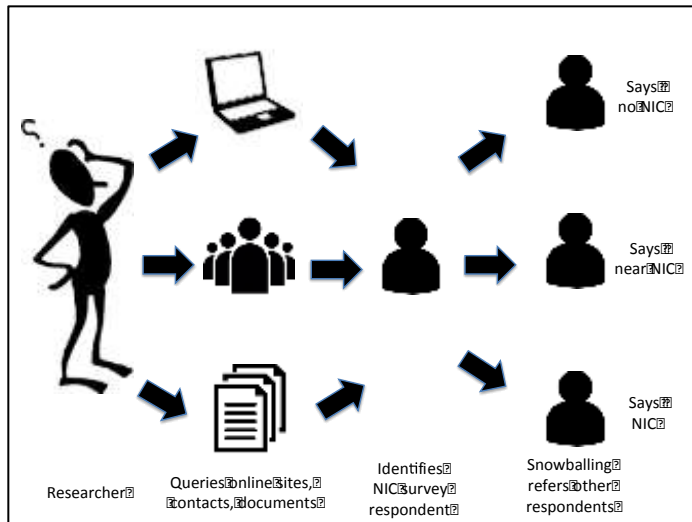 Says
no NIC
Says
near NIC
Says
NIC
Researcher
Queries online sites,
contacts, documents
Identifies
NIC survey
respondent
Snowballing
refers other
respondents